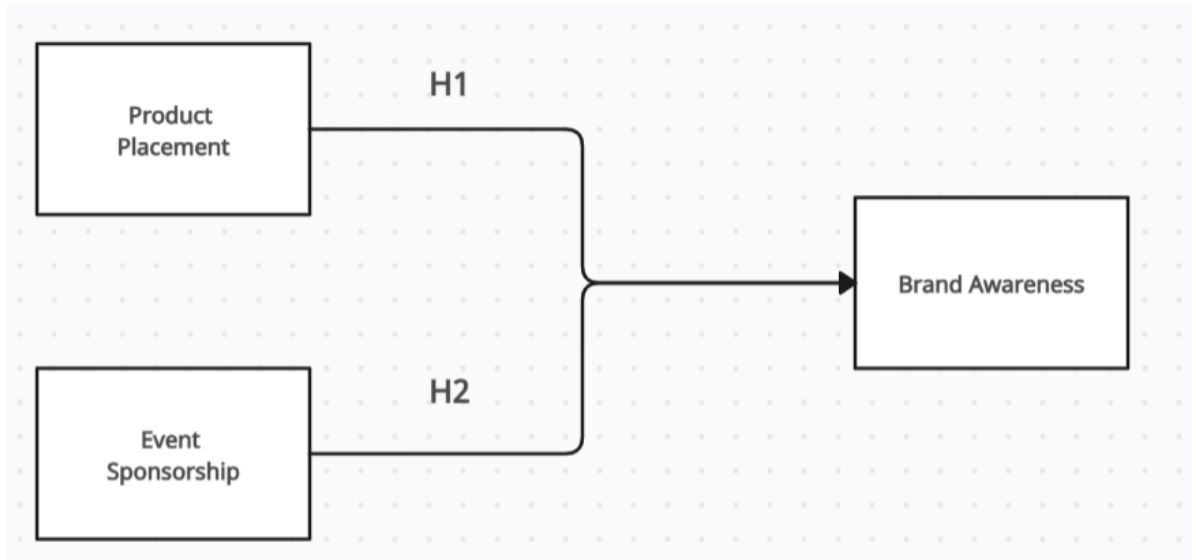 Product
Placement
H1
Brand Awareness
H2
Event
Sponsorship